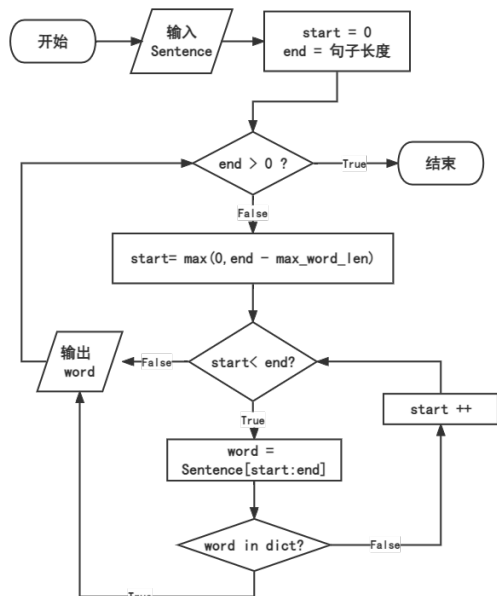 开始
输入
Sentence
start = 0
end = 句子长度
end > 0 ?
True
结束
False
start= max(0,end - max_word_len)
输出
word
False
start< end?
start ++
True
word =
Sentence[start:end]
word in dict?
False
True